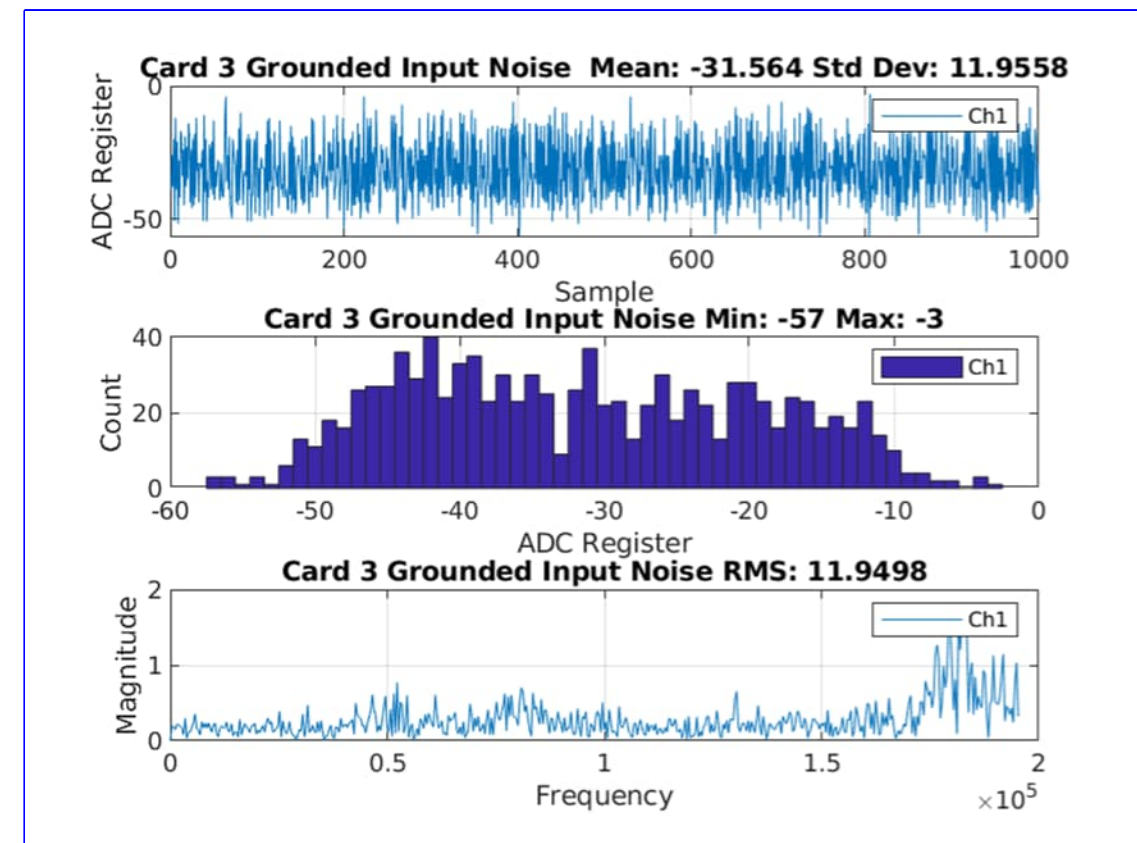 Card 3 Grounded Input Noise  Mean: -31.564 Std Dev: 11.9558
ADC Register
0
-50
Ch1
0 200 400 600 800 1000
Sample
Card 3 Grounded Input Noise Min: -57 Max: -3
Count
40
20
0
Ch1
-60 -50 -40 -30 -20 -10 0
ADC Register
Card 3 Grounded Input Noise RMS: 11.9498
Magnitude
2
1
0
Ch1
0 0.5 1 1.5 2
Frequency
×10⁵